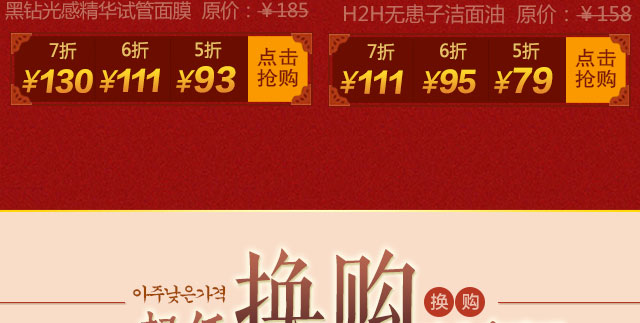 黑钻光感精华试管面膜 原价：￥185
H2H无患子洁面油 原价：￥158
7折 6折 5折
¥130 ¥111 ¥93
点击抢购
7折 6折 5折
¥111 ¥95 ¥79
点击抢购
아주낮은가격
换购
换 购